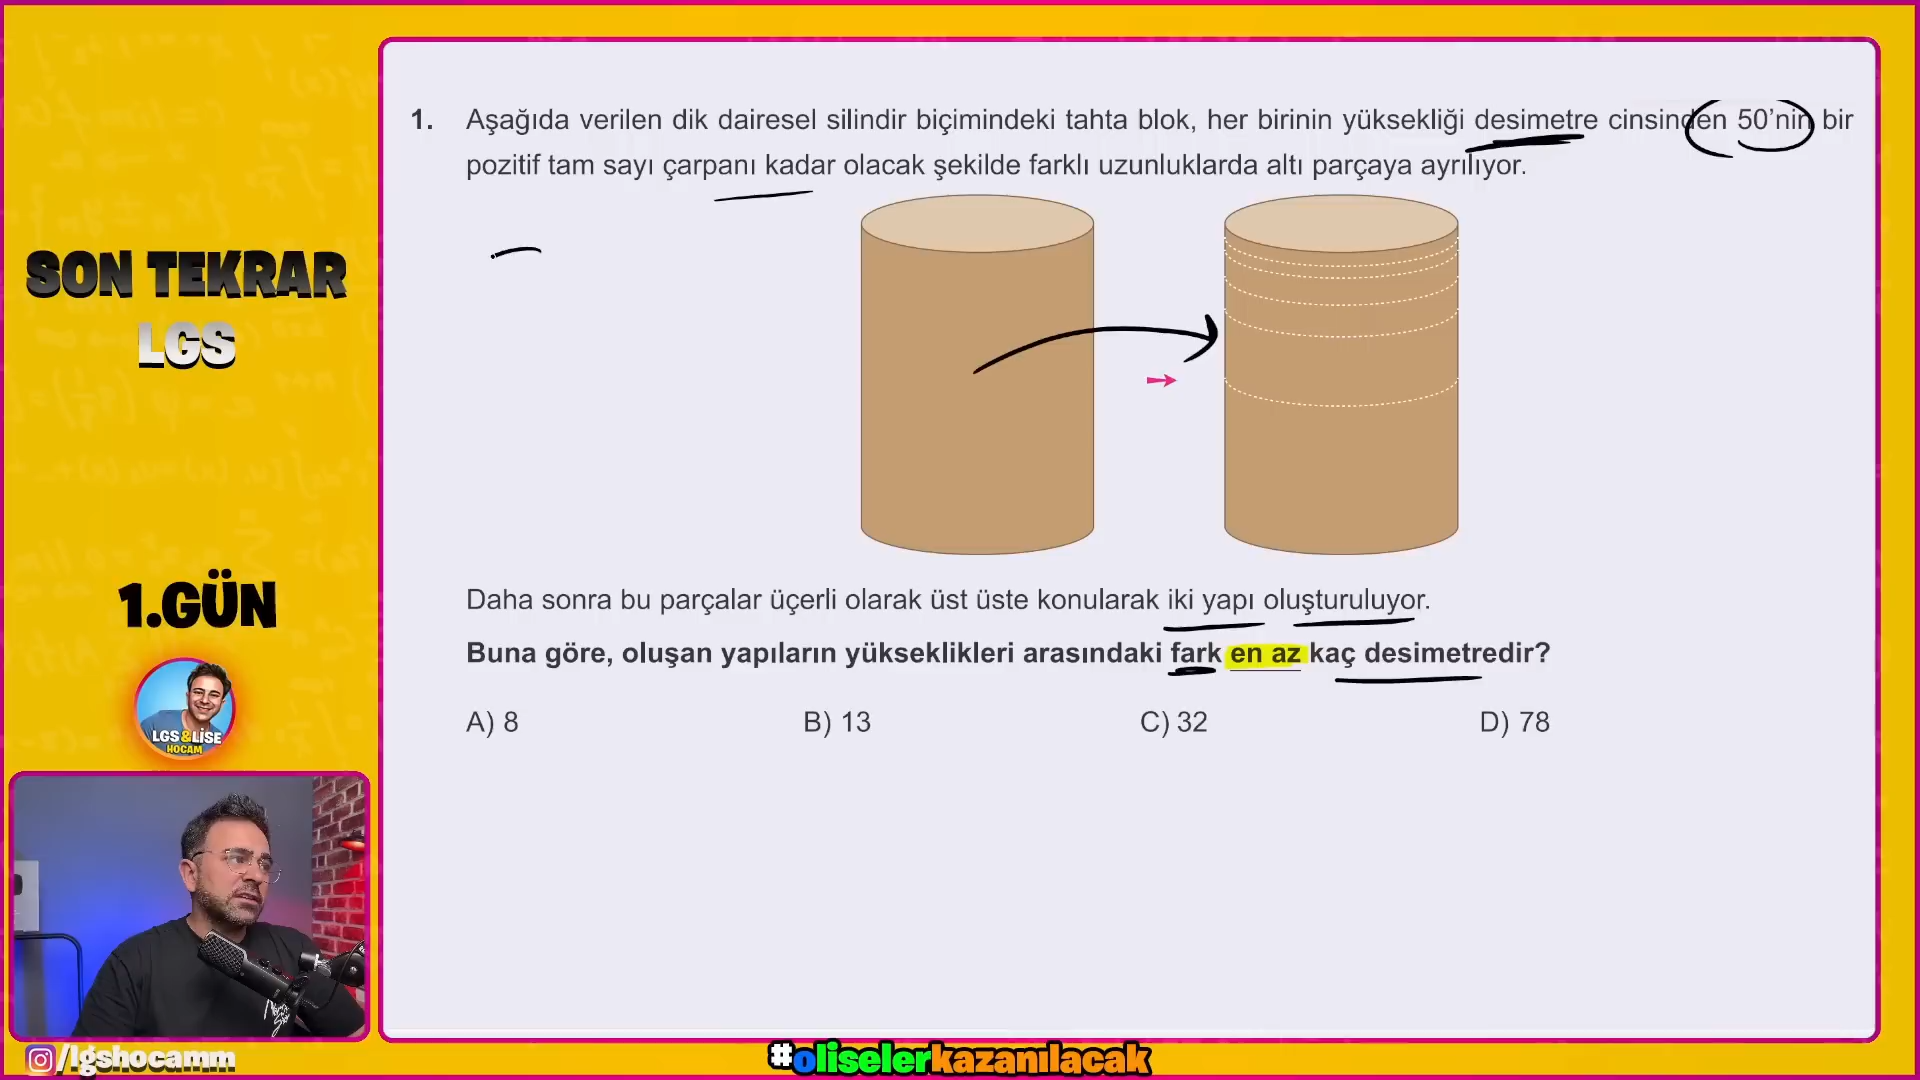 1. Aşağıda verilen dik dairesel silindir biçimindeki tahta blok, her birinin yüksekliği desimetre cinsinden 50’nin bir
pozitif tam sayı çarpanı kadar olacak şekilde farklı uzunluklarda altı parçaya ayrılıyor.
SON TEKRAR
LGS
1.GÜN
LGS&LİSE
HOCAM
Daha sonra bu parçalar üçerli olarak üst üste konularak iki yapı oluşturuluyor.
Buna göre, oluşan yapıların yükseklikleri arasındaki fark en az kaç desimetredir?
A) 8 B) 13 C) 32 D) 78
/lgshocamm
#oliselerkazanılacak